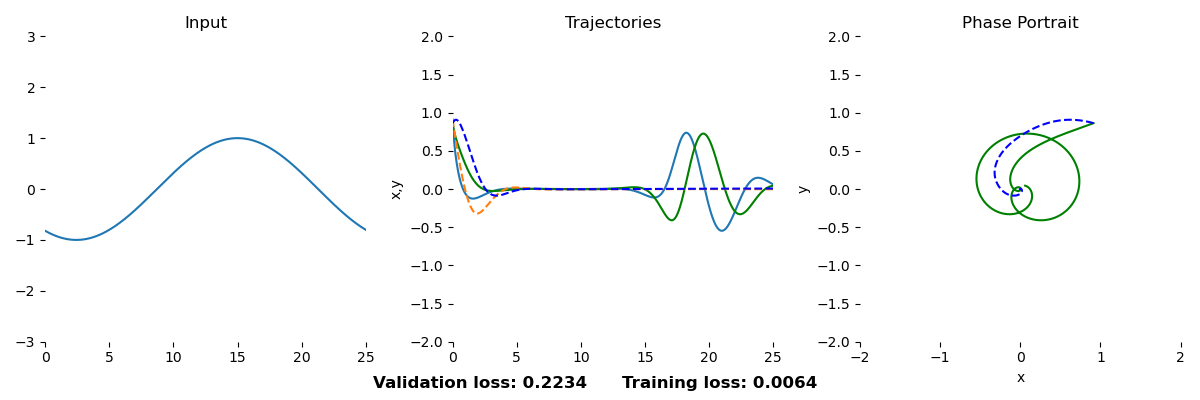 Input
Trajectories
Phase Portrait
3
2
1
0
−1
−2
−3
0 5 10 15 20 25
x,y
2.0
1.5
1.0
0.5
0.0
−0.5
−1.0
−1.5
−2.0
0 5 10 15 20 25
y
2.0
1.5
1.0
0.5
0.0
−0.5
−1.0
−1.5
−2.0
−2 −1 0 1 2
x
Validation loss: 0.2234 Training loss: 0.0064